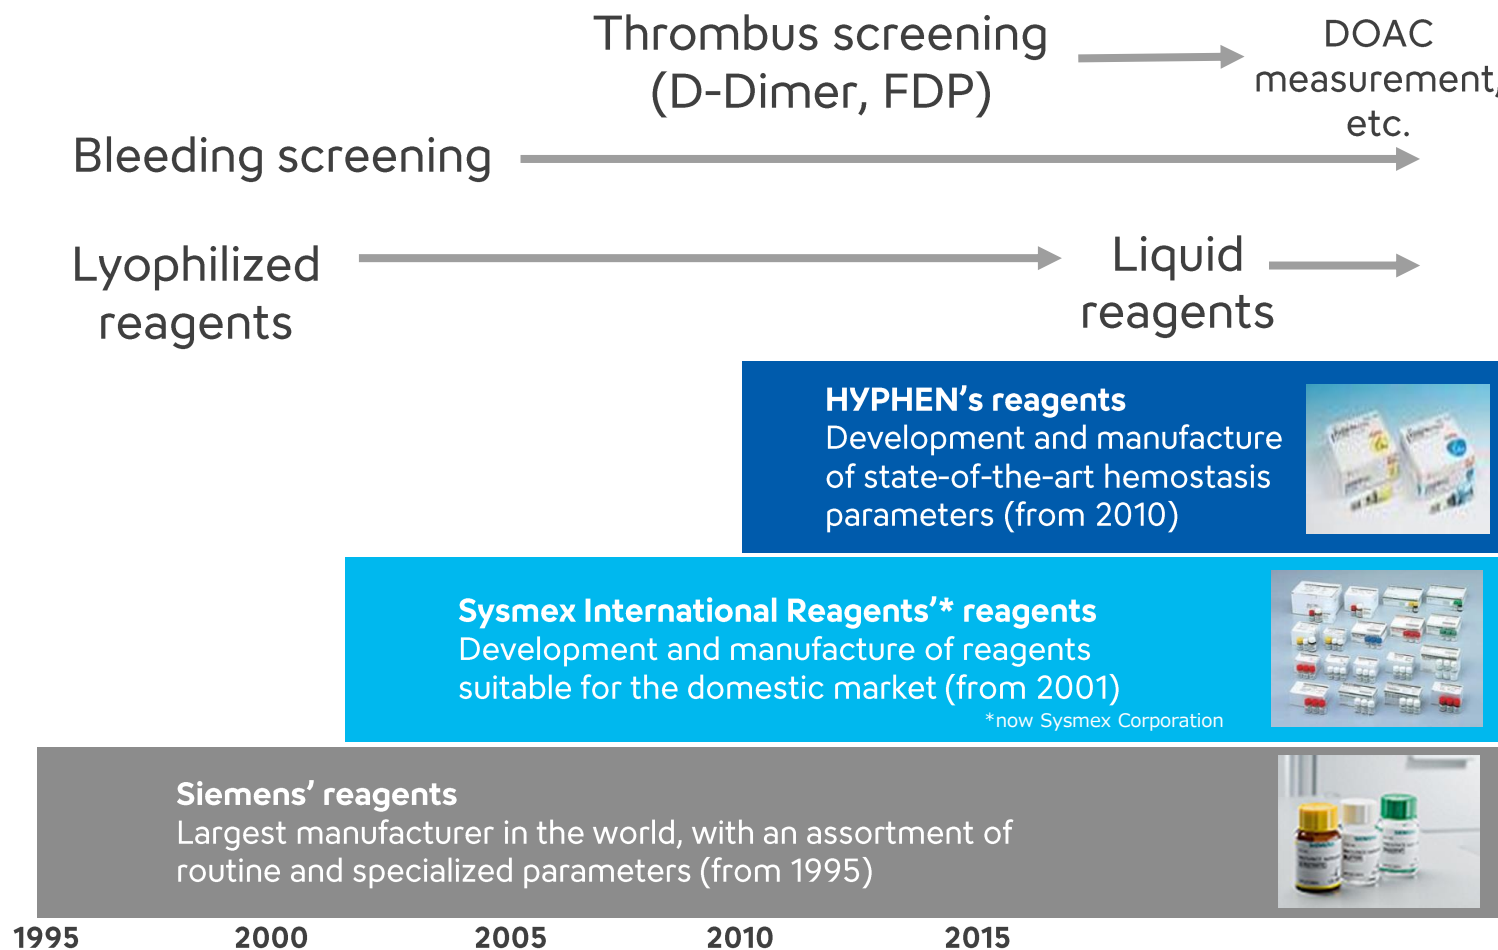 Thrombus screening
(D-Dimer, FDP)
DOAC
measurement,
etc.
Bleeding screening
Lyophilized
reagents
Liquid
reagents
HYPHEN's reagents
Development and manufacture
of state-of-the-art hemostasis
parameters (from 2010)
Sysmex International Reagents'* reagents
Development and manufacture of reagents
suitable for the domestic market (from 2001)
*now Sysmex Corporation
Siemens' reagents
Largest manufacturer in the world, with an assortment of
routine and specialized parameters (from 1995)
1995 2000 2005 2010 2015